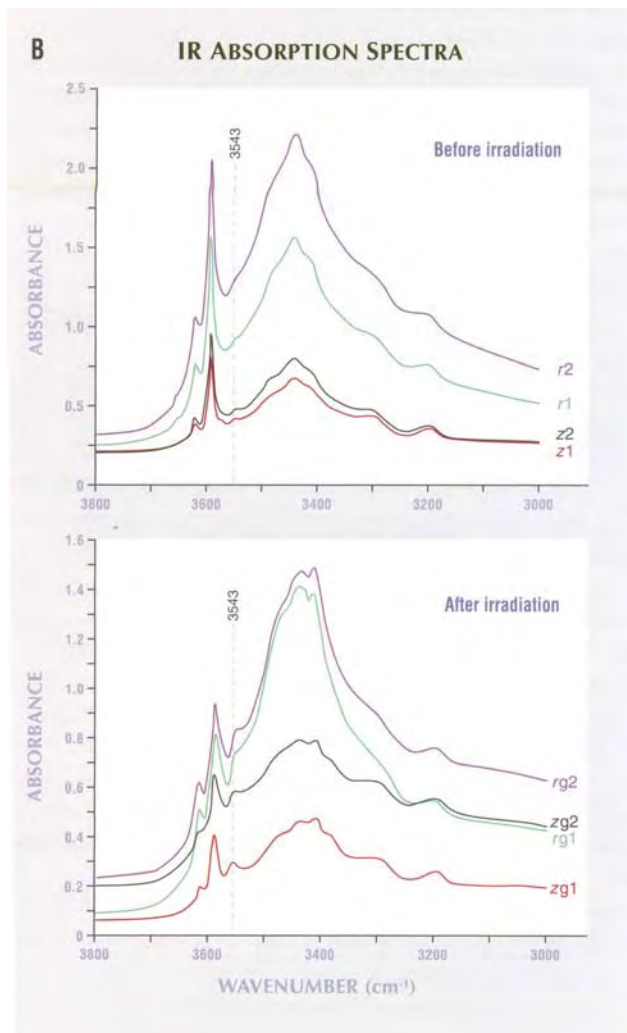 B IR ABSORPTION SPECTRA
2.5
2.0
1.5
1.0
0.5
0
ABSORBANCE
3543
Before irradiation
r2
r1
z2
z1
3800 3600 3400 3200 3000
1.6
1.4
1.2
1.0
0.8
0.6
0.4
0.2
0
ABSORBANCE
3543
After irradiation
rg2
zg2
rg1
zg1
3800 3600 3400 3200 3000
WAVENUMBER (cm⁻¹)